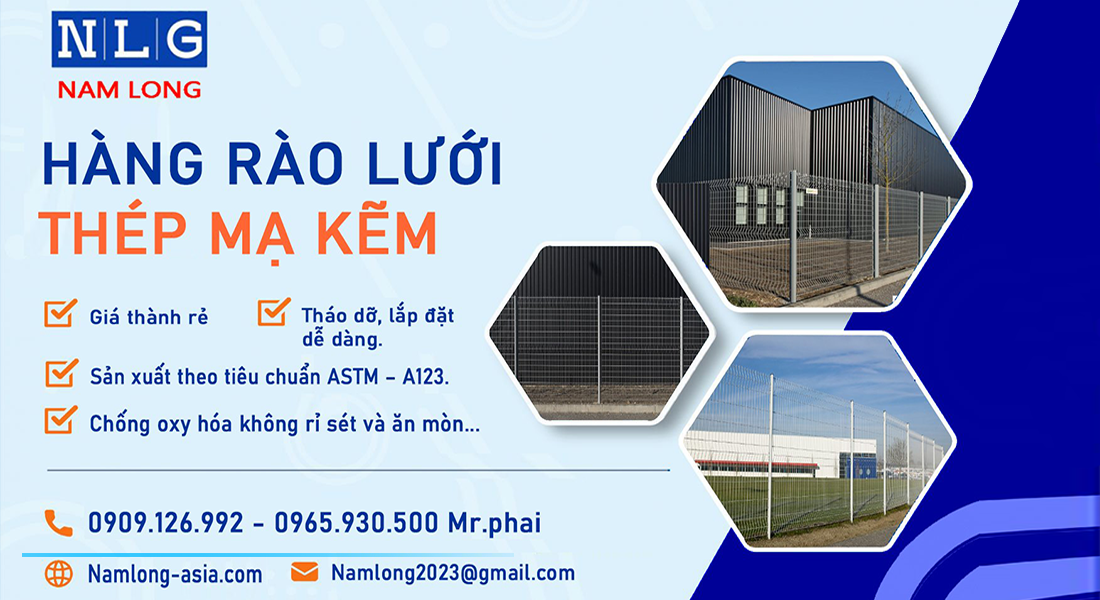 N|L|G
NAM LONG
HÀNG RÀO LƯỚI
THÉP MẠ KẼM
Giá thành rẻ
Tháo dỡ, lắp đặt
dễ dàng.
Sản xuất theo tiêu chuẩn ASTM – A123.
Chống oxy hóa không rỉ sét và ăn mòn...
0909.126.992 – 0965.930.500 Mr.phai
Namlong-asia.com
Namlong2023@gmail.com